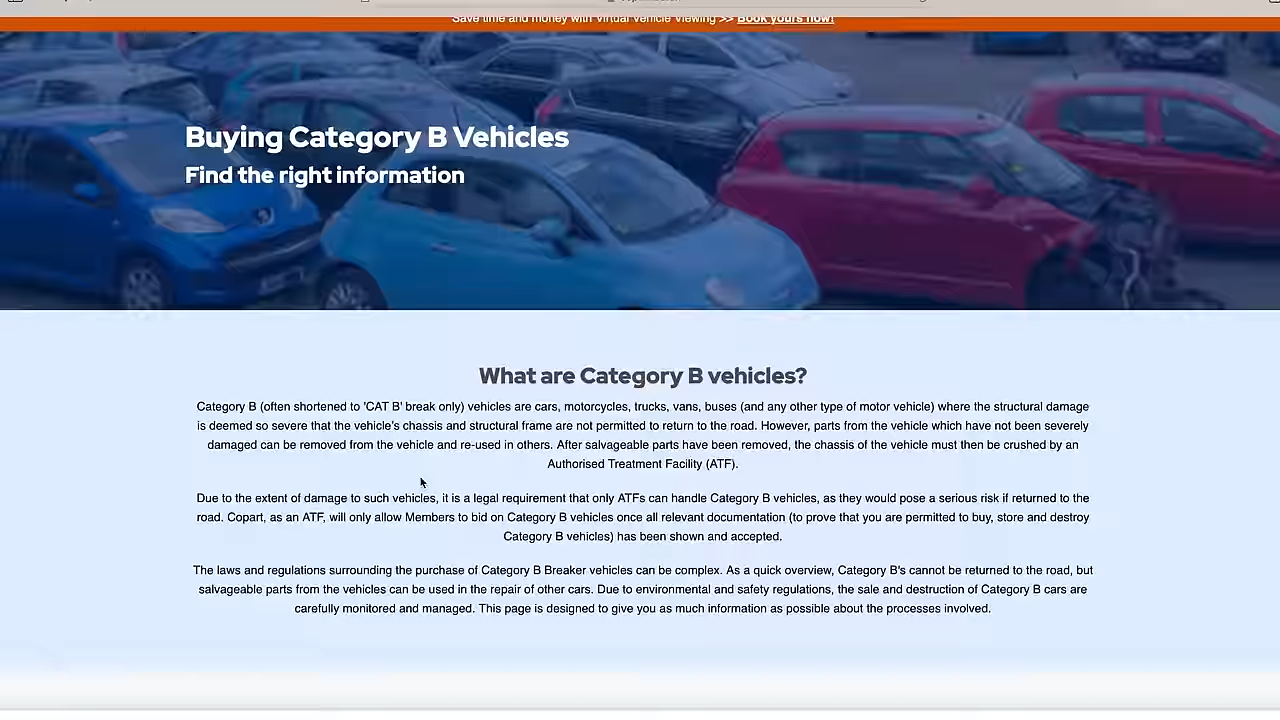 Save time and money with Virtual Vehicle Viewing >> Book yours now!
Buying Category B Vehicles
Find the right information
What are Category B vehicles?
Category B (often shortened to 'CAT B' break only) vehicles are cars, motorcycles, trucks, vans, buses (and any other type of motor vehicle) where the structural damage
is deemed so severe that the vehicle's chassis and structural frame are not permitted to return to the road. However, parts from the vehicle which have not been severely
damaged can be removed from the vehicle and re-used in others. After salvageable parts have been removed, the chassis of the vehicle must then be crushed by an
Authorised Treatment Facility (ATF).
Due to the extent of damage to such vehicles, it is a legal requirement that only ATFs can handle Category B vehicles, as they would pose a serious risk if returned to the
road. Copart, as an ATF, will only allow Members to bid on Category B vehicles once all relevant documentation (to prove that you are permitted to buy, store and destroy
Category B vehicles) has been shown and accepted.
The laws and regulations surrounding the purchase of Category B Breaker vehicles can be complex. As a quick overview, Category B's cannot be returned to the road, but
salvageable parts from the vehicles can be used in the repair of other cars. Due to environmental and safety regulations, the sale and destruction of Category B cars are
carefully monitored and managed. This page is designed to give you as much information as possible about the processes involved.